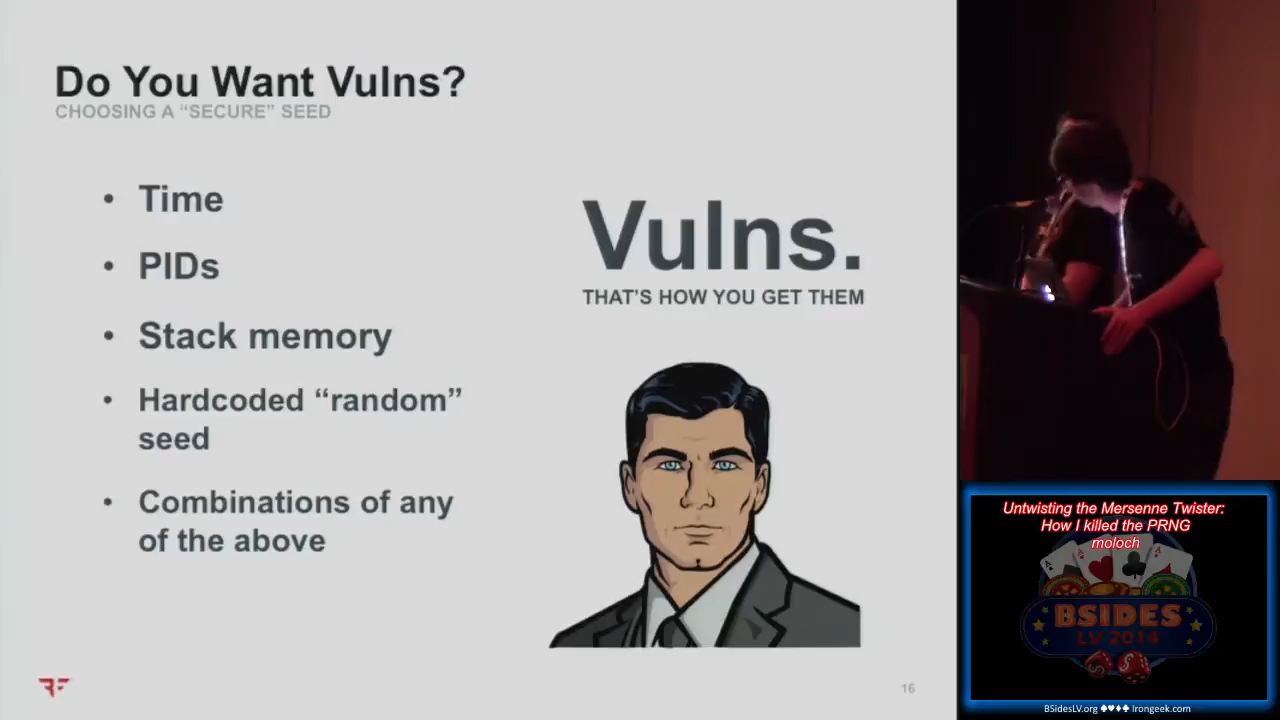 Do You Want Vulns?
CHOOSING A “SECURE” SEED
• Time
• PIDs
• Stack memory
• Hardcoded “random”
seed
• Combinations of any
of the above
Vulns.
THAT'S HOW YOU GET THEM
16
Untwisting the Mersenne Twister:
How I killed the PRNG
moloch
BSIDES
LV 2014
BSidesLV.org ♠♥♦♣ Irongeek.com